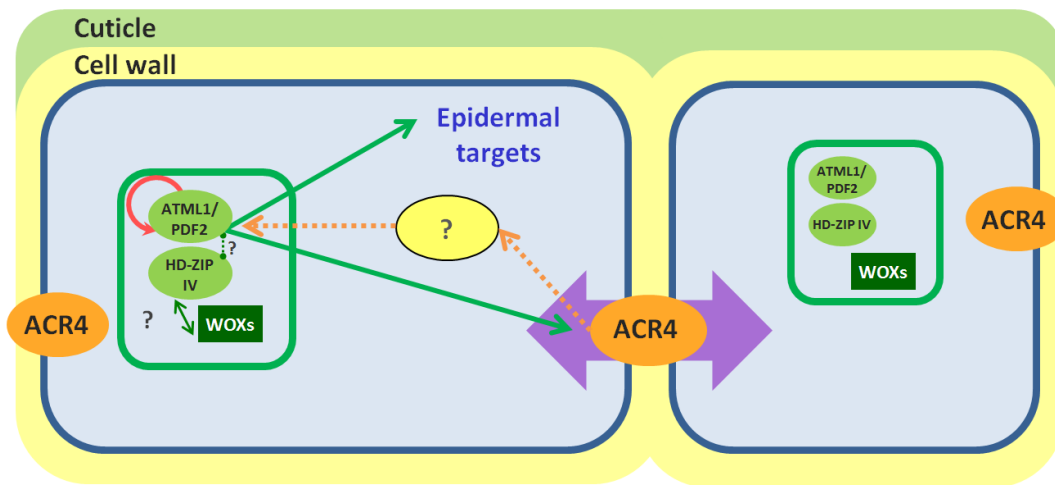 Cuticle
Cell wall
Epidermal
targets
ATML1/
PDF2
?
HD-ZIP
IV
?
WOXs
ACR4
?
ACR4
ATML1/
PDF2
HD-ZIP IV
WOXs
ACR4